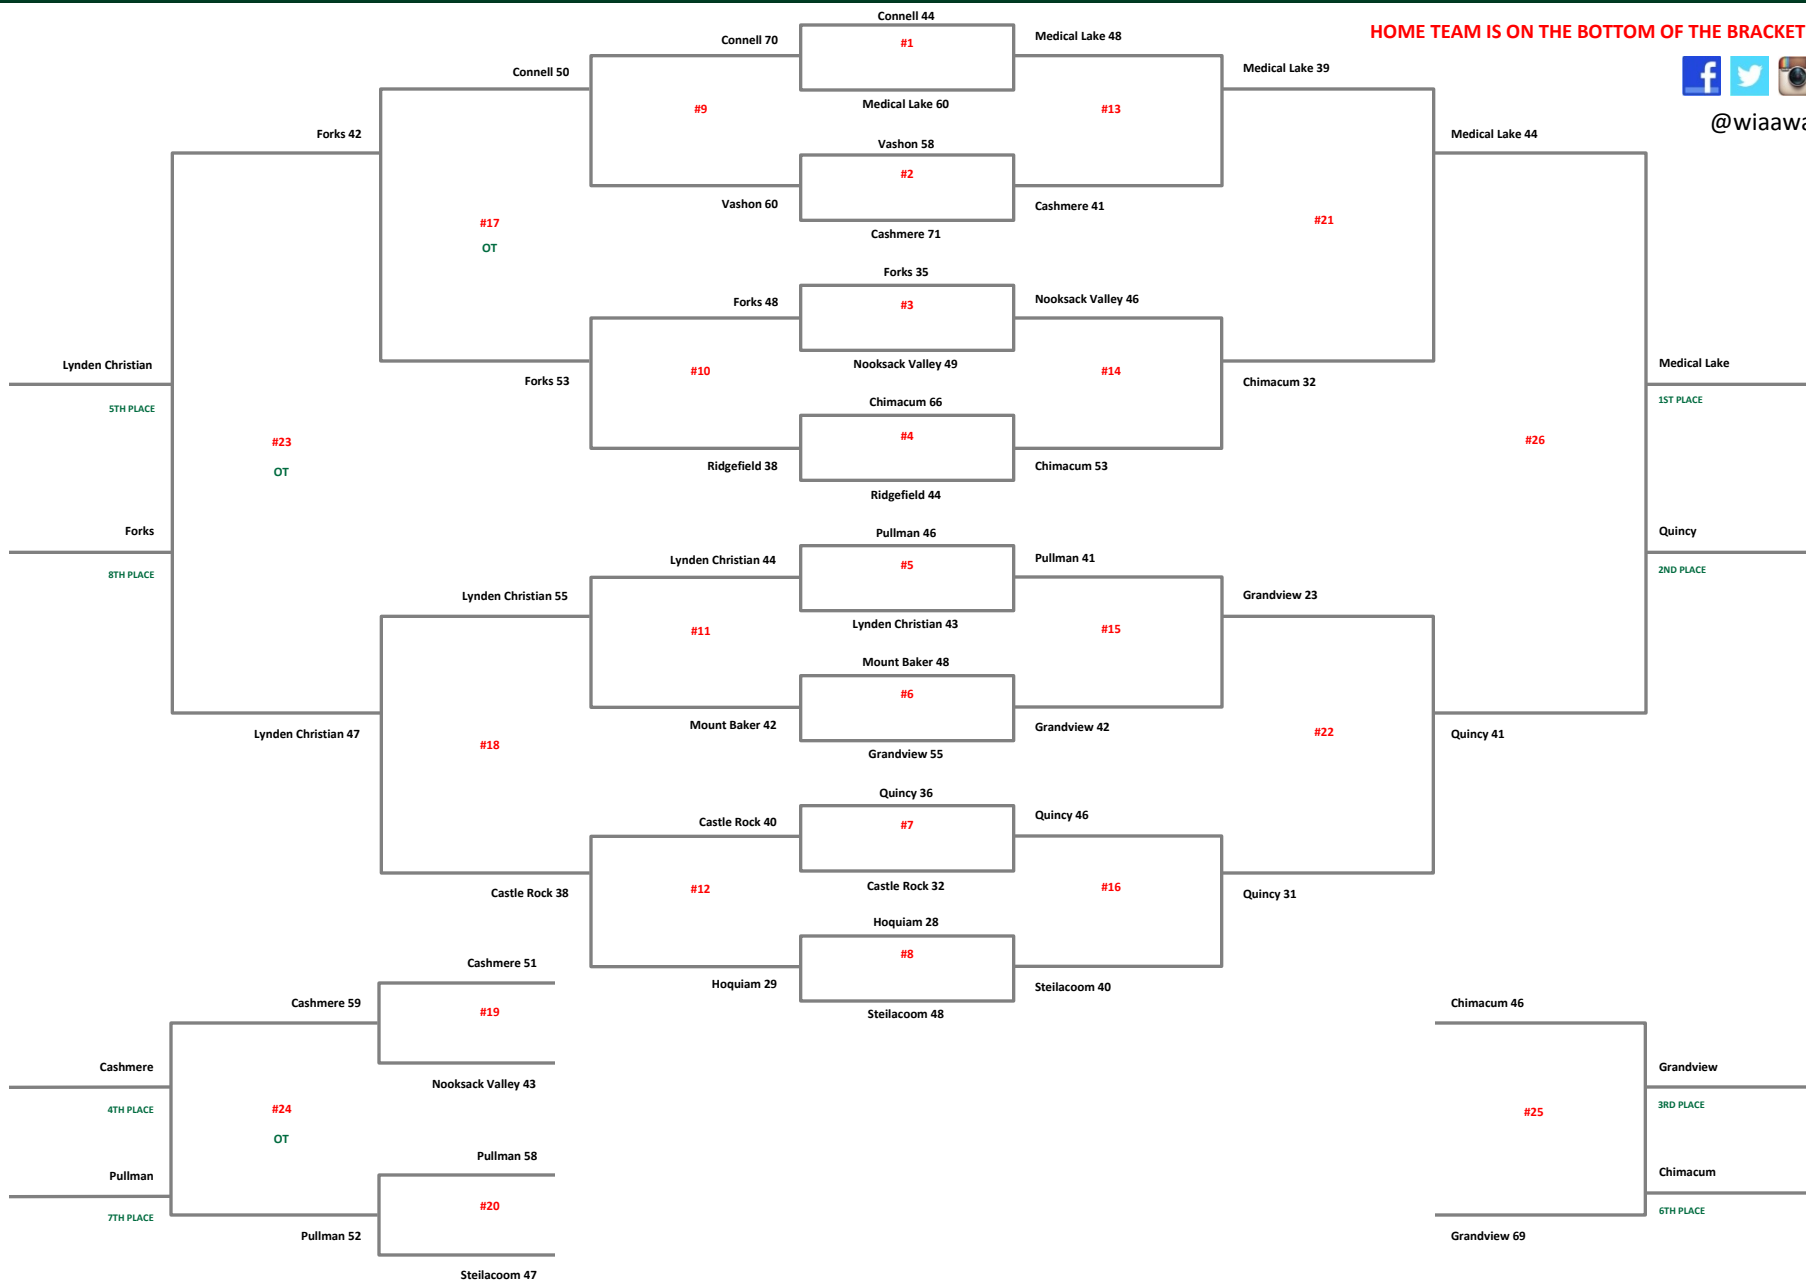 Connell 44
HOME TEAM IS ON THE BOTTOM OF THE BRACKET
Connell 70
#1
Medical Lake 48
Connell 50
Medical Lake 39
#9
Medical Lake 60
#13
@wiaawa
Forks 42
Medical Lake 44
Vashon 58
#2
Vashon 60
Cashmere 41
#17
#21
Cashmere 71
OT
Forks 35
Forks 48
#3
Nooksack Valley 46
Lynden Christian
Nooksack Valley 49
Medical Lake
Forks 53
#10
#14
Chimacum 32
5TH PLACE
Chimacum 66
1ST PLACE
#23
#4
#26
OT
Ridgefield 38
Chimacum 53
Ridgefield 44
Forks
Pullman 46
Quincy
Lynden Christian 44
#5
Pullman 41
8TH PLACE
2ND PLACE
Lynden Christian 55
Grandview 23
#11
Lynden Christian 43
#15
Mount Baker 48
#6
Lynden Christian 47
Mount Baker 42
Grandview 42
Quincy 41
#18
#22
Grandview 55
Quincy 36
Castle Rock 40
#7
Quincy 46
Castle Rock 38
#12
Castle Rock 32
#16
Quincy 31
Hoquiam 28
#8
Cashmere 51
Hoquiam 29
Steilacoom 40
Cashmere 59
#19
Steilacoom 48
Chimacum 46
Cashmere
Nooksack Valley 43
Grandview
4TH PLACE
#24
#25
3RD PLACE
OT
Pullman 58
Pullman
Chimacum
7TH PLACE
#20
6TH PLACE
Pullman 52
Grandview 69
Steilacoom 47